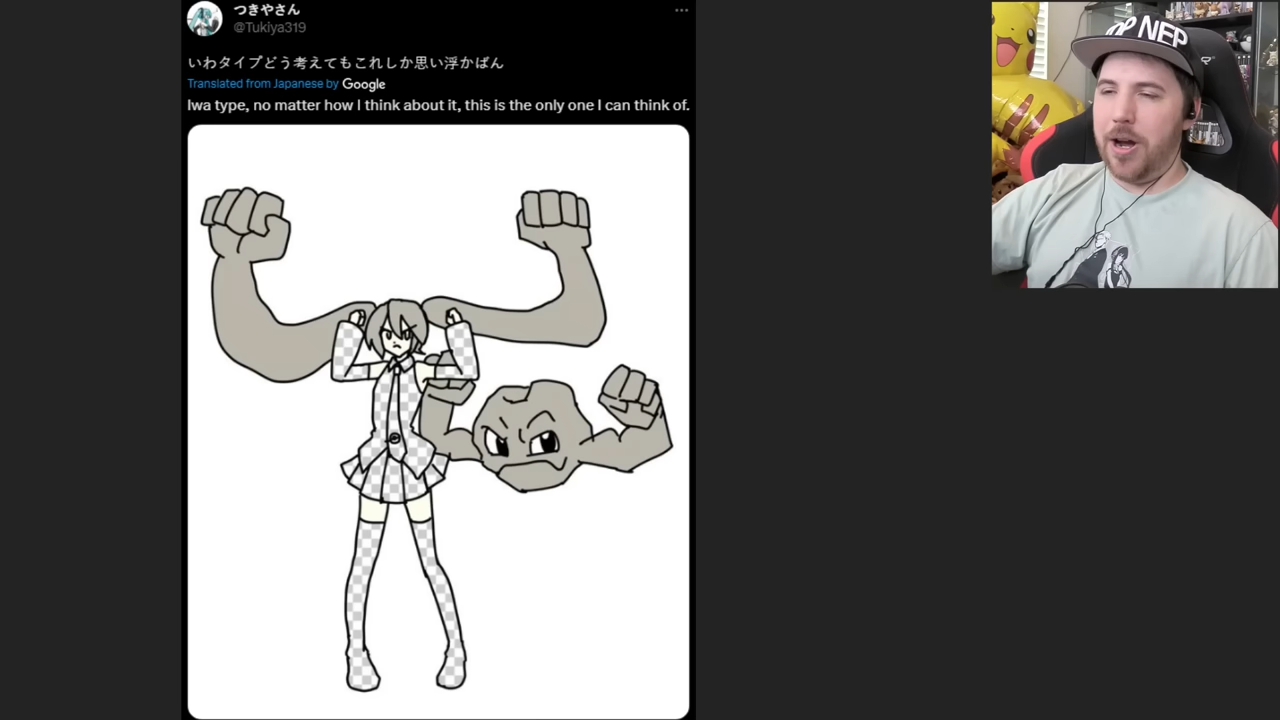 つきやさん
@Tukiya319
いわタイプどう考えてもこれしか思い浮かばん
Translated from Japanese by Google
Iwa type, no matter how I think about it, this is the only one I can think of.
TOP NEP